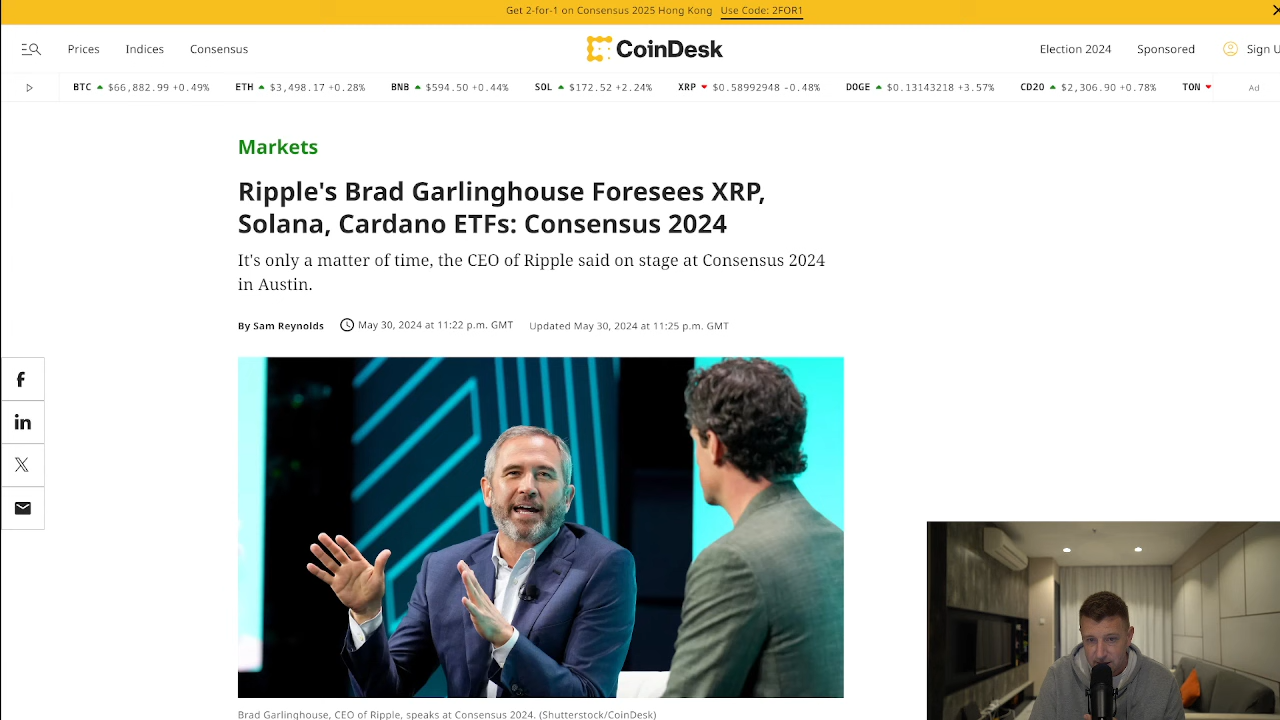 Get 2-for-1 on Consensus 2025 Hong Kong Use Code: 2FOR1
Prices Indices Consensus CoinDesk Election 2024 Sponsored Sign U
BTC $66,882.99 +0.49% ETH $3,498.17 +0.28% BNB $594.50 +0.44% SOL $172.52 +2.24% XRP $0.58992948 -0.48% DOGE $0.13143218 +3.57% CD20 $2,306.90 +0.78% TON Ad
Markets
Ripple's Brad Garlinghouse Foresees XRP,
Solana, Cardano ETFs: Consensus 2024
It's only a matter of time, the CEO of Ripple said on stage at Consensus 2024
in Austin.
By Sam Reynolds May 30, 2024 at 11:22 p.m. GMT Updated May 30, 2024 at 11:25 p.m. GMT
Brad Garlinghouse, CEO of Ripple, speaks at Consensus 2024. (Shutterstock/CoinDesk)